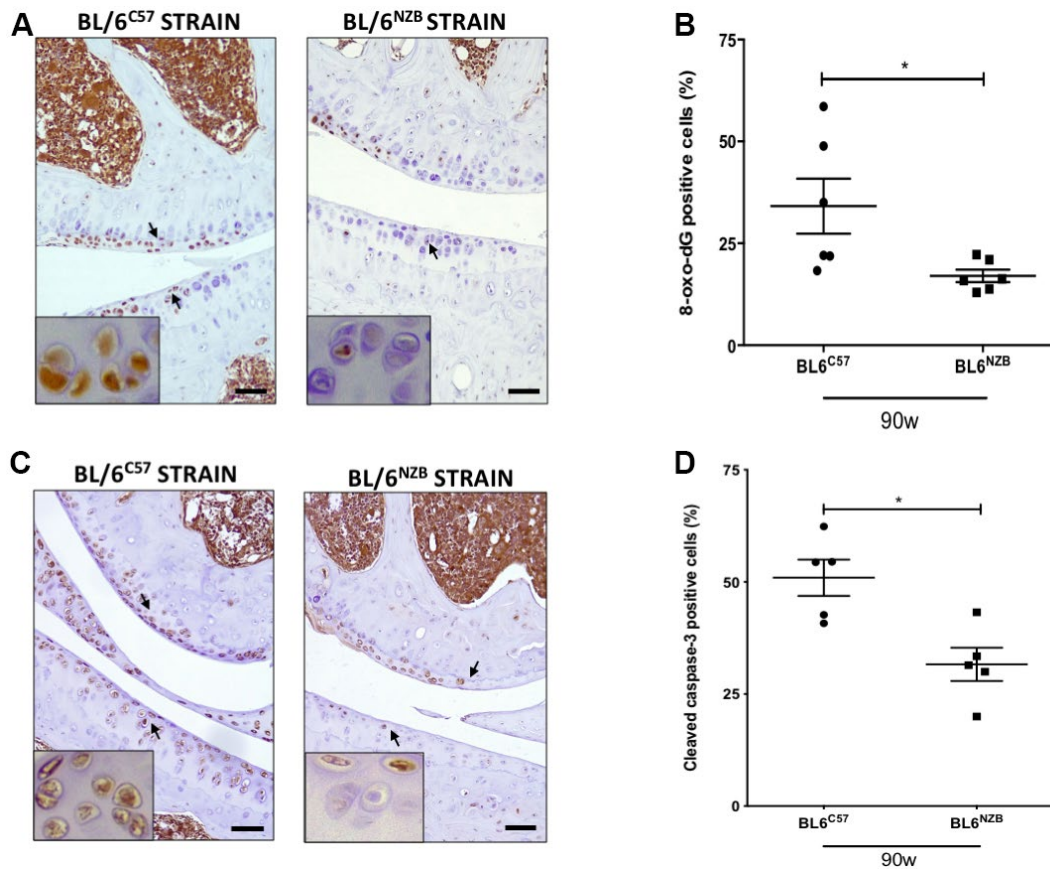 A
BL/6C57 STRAIN
BL/6NZB STRAIN
B
8-oxo-dG positive cells (%)
75
50
25
0
*
BL6C57
BL6NZB
90w
C
BL/6C57 STRAIN
BL/6NZB STRAIN
D
Cleaved caspase-3 positive cells (%)
75
50
25
0
*
BL6C57
BL6NZB
90w